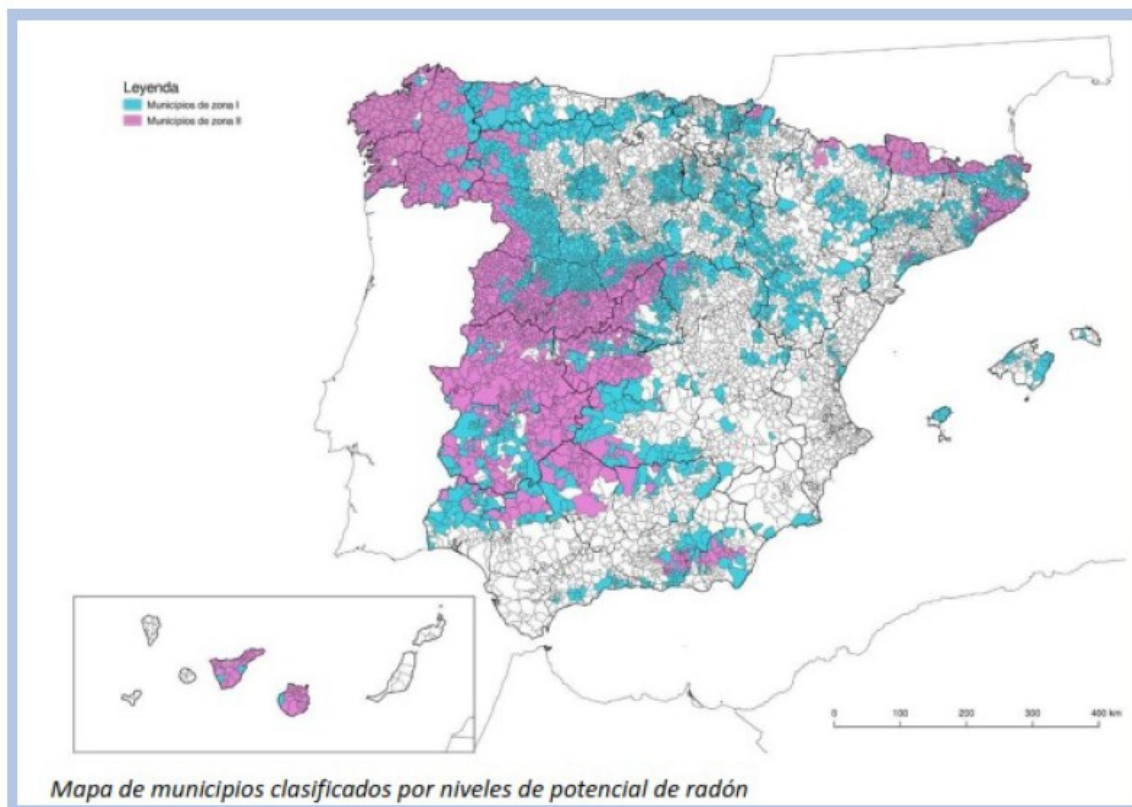 Leyenda
Municipios de zona I
Municipios de zona II
0 100 200 300 400 km
Mapa de municipios clasificados por niveles de potencial de radón